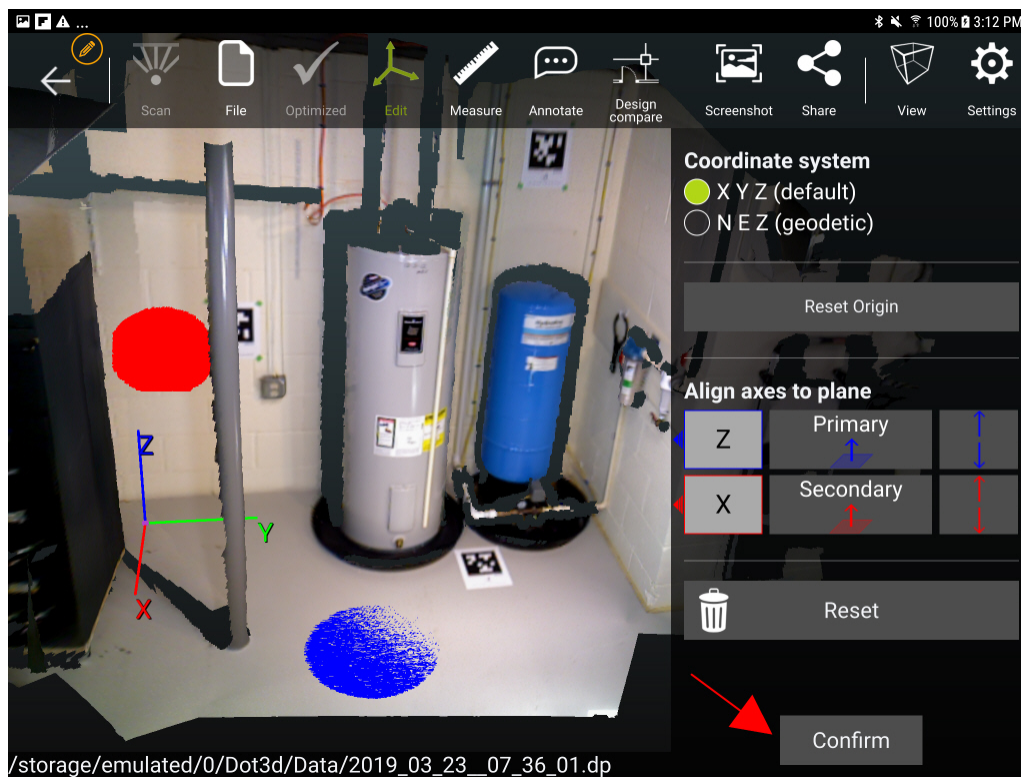 ... 100% 3:12 PM
Scan File Optimized Edit Measure Annotate Design compare Screenshot Share View Settings
Coordinate system
X Y Z (default)
N E Z (geodetic)
Reset Origin
Align axes to plane
Z Primary
X Secondary
Reset
Confirm
Z
Y
X
/storage/emulated/0/Dot3d/Data/2019_03_23__07_36_01.dp